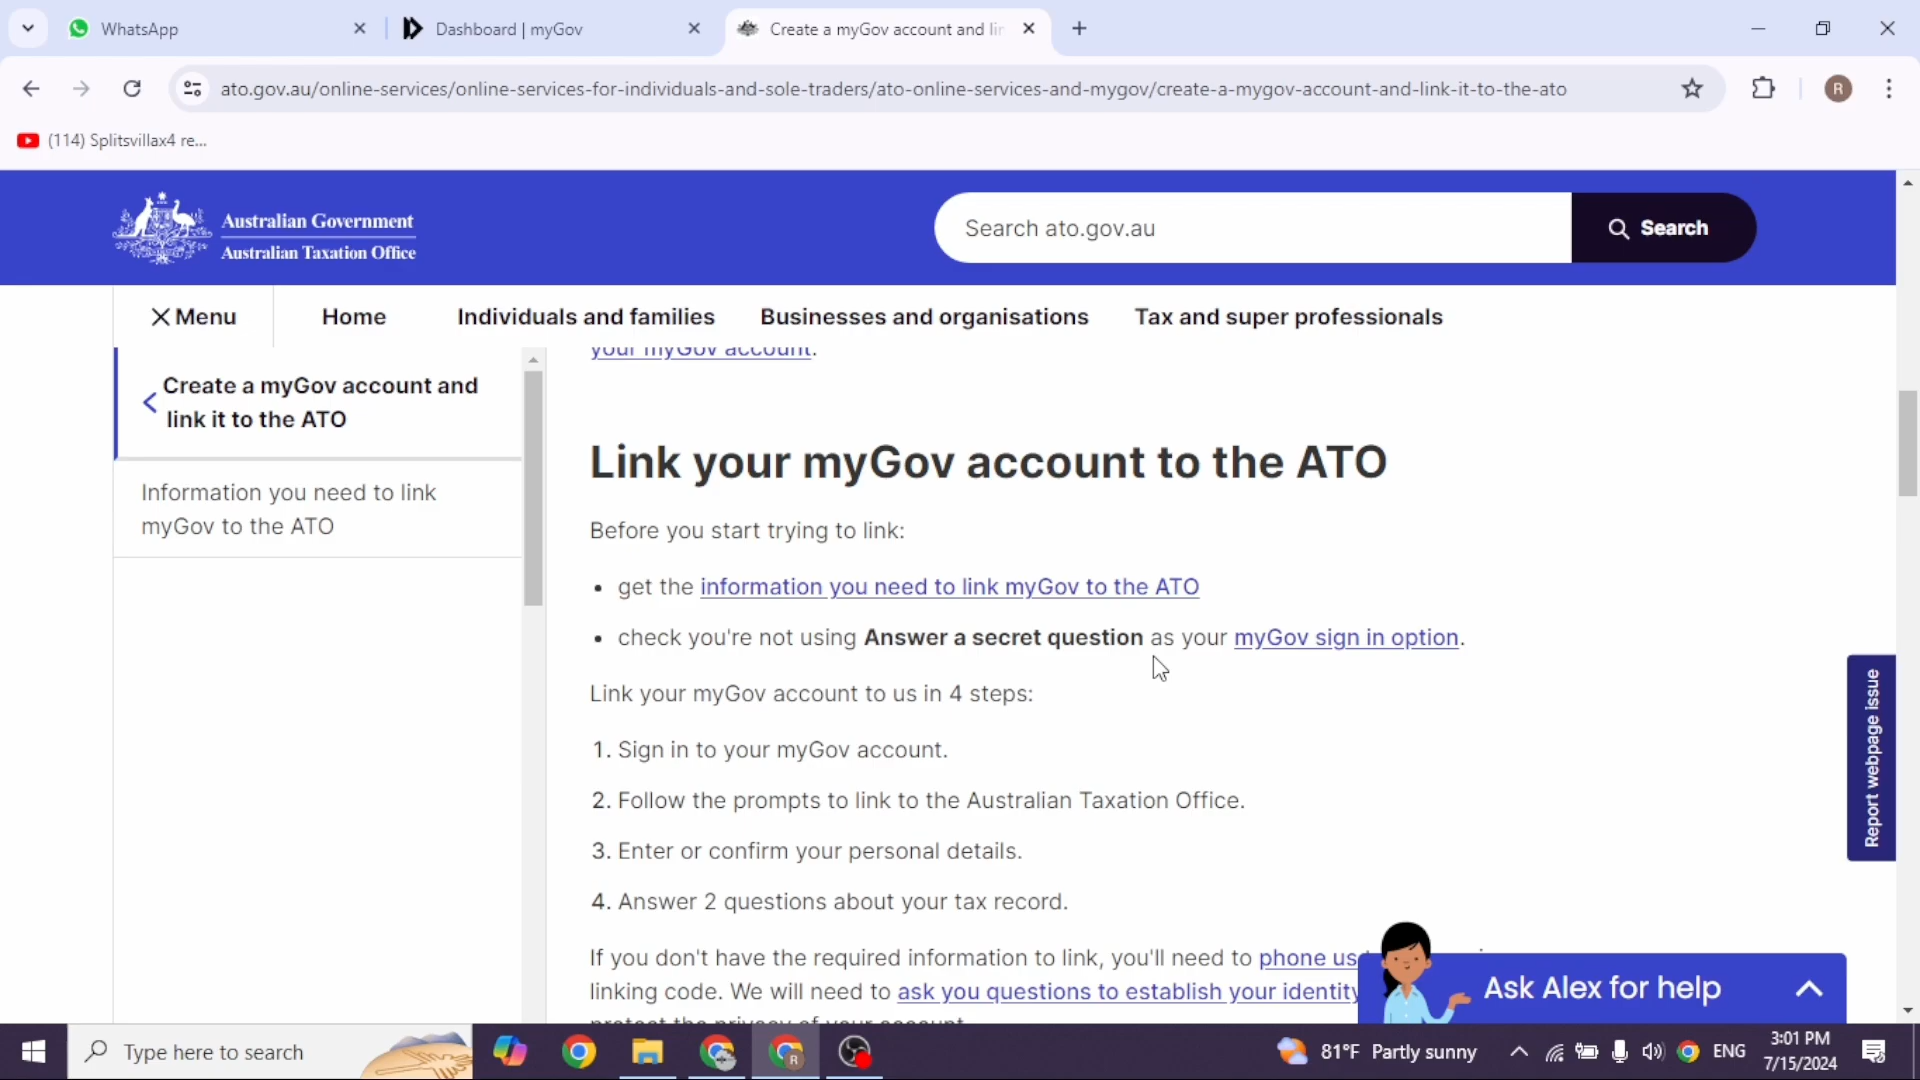 WhatsApp
Dashboard | myGov
Create a myGov account and lin
ato.gov.au/online-services/online-services-for-individuals-and-sole-traders/ato-online-services-and-mygov/create-a-mygov-account-and-link-it-to-the-ato
R
(114) Splitsvillax4 re...
Australian Government
Australian Taxation Office
Search ato.gov.au
Search
Menu
Home
Individuals and families
Businesses and organisations
Tax and super professionals
Create a myGov account and
link it to the ATO
Information you need to link
myGov to the ATO
your myGov account.
Link your myGov account to the ATO
Before you start trying to link:
• get the information you need to link myGov to the ATO
• check you're not using Answer a secret question as your myGov sign in option.
Link your myGov account to us in 4 steps:
1. Sign in to your myGov account.
2. Follow the prompts to link to the Australian Taxation Office.
3. Enter or confirm your personal details.
4. Answer 2 questions about your tax record.
If you don't have the required information to link, you'll need to phone us
linking code. We will need to ask you questions to establish your identity
protect the privacy of your account
Report webpage issue
Ask Alex for help
Type here to search
81°F Partly sunny
ENG
3:01 PM
7/15/2024